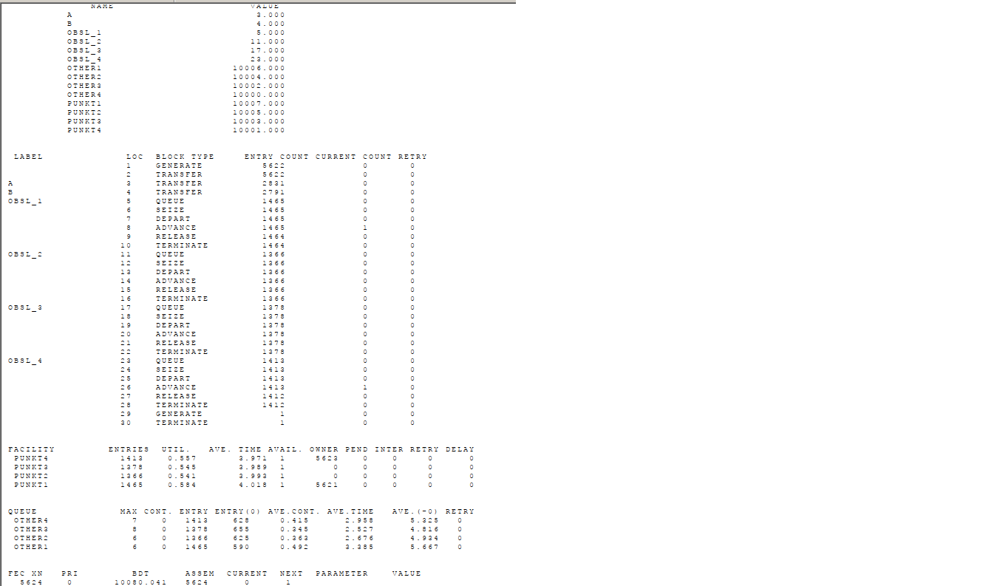 NAME VALUE
A 3.000
B 4.000
OBSL_1 5.000
OBSL_2 11.000
OBSL_3 17.000
OBSL_4 23.000
OTHER1 10006.000
OTHER2 10004.000
OTHER3 10002.000
OTHER4 10000.000
PUNKT1 10007.000
PUNKT2 10005.000
PUNKT3 10003.000
PUNKT4 10001.000
LABEL LOC BLOCK TYPE ENTRY COUNT CURRENT COUNT RETRY
1 GENERATE 5622 0 0
2 TRANSFER 5622 0 0
A 3 TRANSFER 2831 0 0
B 4 TRANSFER 2791 0 0
OBSL_1 5 QUEUE 1465 0 0
6 SEIZE 1465 0 0
7 DEPART 1465 0 0
8 ADVANCE 1465 1 0
9 RELEASE 1464 0 0
10 TERMINATE 1464 0 0
OBSL_2 11 QUEUE 1366 0 0
12 SEIZE 1366 0 0
13 DEPART 1366 0 0
14 ADVANCE 1366 0 0
15 RELEASE 1366 0 0
16 TERMINATE 1366 0 0
OBSL_3 17 QUEUE 1378 0 0
18 SEIZE 1378 0 0
19 DEPART 1378 0 0
20 ADVANCE 1378 0 0
21 RELEASE 1378 0 0
22 TERMINATE 1378 0 0
OBSL_4 23 QUEUE 1413 0 0
24 SEIZE 1413 0 0
25 DEPART 1413 0 0
26 ADVANCE 1413 1 0
27 RELEASE 1412 0 0
28 TERMINATE 1412 0 0
29 GENERATE 1 0 0
30 TERMINATE 1 0 0
FACILITY ENTRIES UTIL. AVE. TIME AVAIL. OWNER PEND INTER RETRY DELAY
PUNKT4 1413 0.557 3.971 1 5623 0 0 0 0
PUNKT3 1378 0.545 3.989 1 0 0 0 0 0
PUNKT2 1366 0.541 3.993 1 0 0 0 0 0
PUNKT1 1465 0.584 4.018 1 5621 0 0 0 0
QUEUE MAX CONT. ENTRY ENTRY(0) AVE.CONT. AVE.TIME AVE.(-0) RETRY
OTHER4 7 0 1413 628 0.415 2.958 5.325 0
OTHER3 8 0 1378 655 0.345 2.527 4.816 0
OTHER2 6 0 1366 625 0.363 2.676 4.934 0
OTHER1 6 0 1465 590 0.492 3.385 5.667 0
FEC XN PRI BDT ASSEM CURRENT NEXT PARAMETER VALUE
5624 0 10080.041 5624 0 1